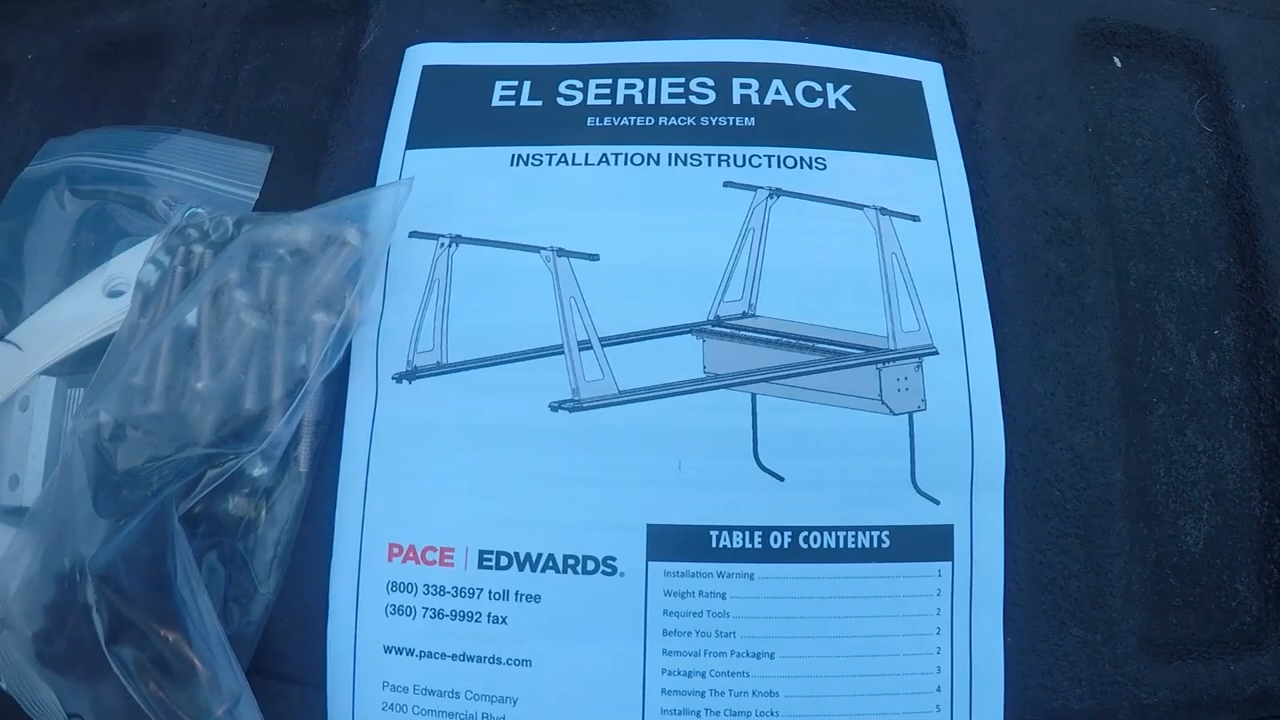 EL SERIES RACK
ELEVATED RACK SYSTEM
INSTALLATION INSTRUCTIONS
PACE | EDWARDS®
(800) 338-3697 toll free
(360) 736-9992 fax
www.pace-edwards.com
Pace Edwards Company
2400 Commercial Blvd
TABLE OF CONTENTS
Installation Warning 1
Weight Rating 2
Required Tools 2
Before You Start 2
Removal From Packaging 2
Packaging Contents 3
Removing The Turn Knobs 4
Installing The Clamp Locks 5